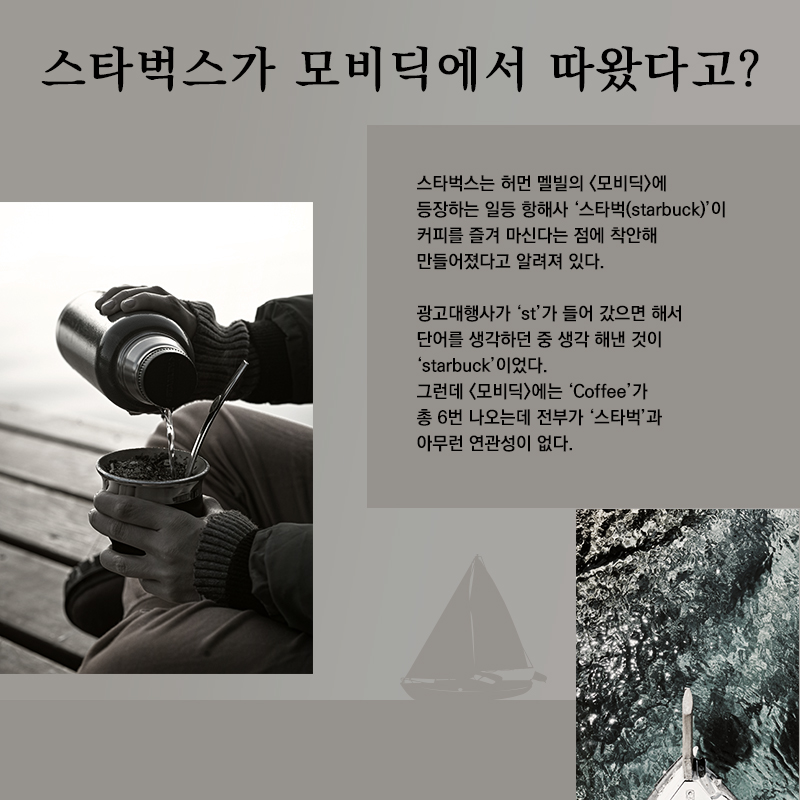 스타벅스가 모비딕에서 따왔다고?
스타벅스는 허먼 멜빌의 〈모비딕〉에
등장하는 일등 항해사 ‘스타벅(starbuck)’이
커피를 즐겨 마신다는 점에 착안해
만들어졌다고 알려져 있다.
광고대행사가 ‘st’가 들어 갔으면 해서
단어를 생각하던 중 생각 해낸 것이
‘starbuck’이었다.
그런데 〈모비딕〉에는 ‘Coffee’가
총 6번 나오는데 전부가 ‘스타벅’과
아무런 연관성이 없다.